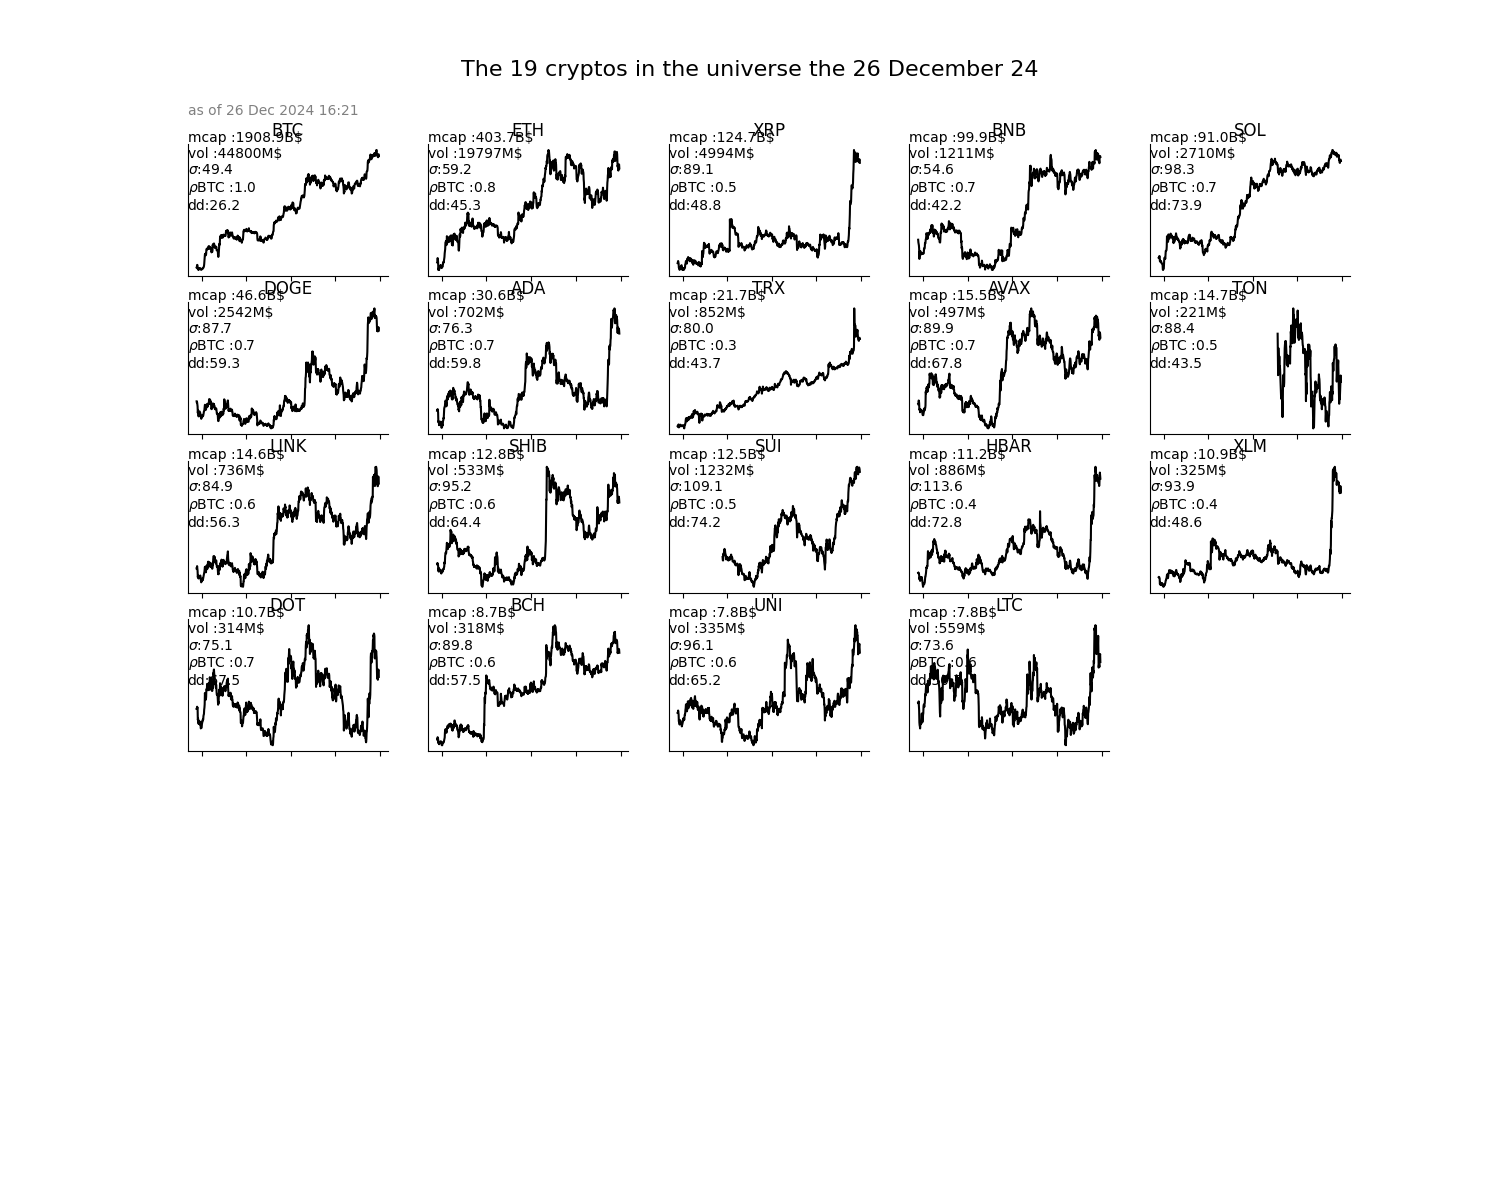 The 19 cryptos in the universe the 26 December 24
as of 26 Dec 2024 16:21
BTC
mcap :1908.9B$
vol :44800M$
σ:49.4
ρBTC :1.0
dd:26.2
ETH
mcap :403.7B$
vol :19797M$
σ:59.2
ρBTC :0.8
dd:45.3
XRP
mcap :124.7B$
vol :4994M$
σ:89.1
ρBTC :0.5
dd:48.8
BNB
mcap :99.9B$
vol :1211M$
σ:54.6
ρBTC :0.7
dd:42.2
SOL
mcap :91.0B$
vol :2710M$
σ:98.3
ρBTC :0.7
dd:73.9
DOGE
mcap :46.6B$
vol :2542M$
σ:87.7
ρBTC :0.7
dd:59.3
ADA
mcap :30.6B$
vol :702M$
σ:76.3
ρBTC :0.7
dd:59.8
TRX
mcap :21.7B$
vol :852M$
σ:80.0
ρBTC :0.3
dd:43.7
AVAX
mcap :15.5B$
vol :497M$
σ:89.9
ρBTC :0.7
dd:67.8
TON
mcap :14.7B$
vol :221M$
σ:88.4
ρBTC :0.5
dd:43.5
LINK
mcap :14.6B$
vol :736M$
σ:84.9
ρBTC :0.6
dd:56.3
SHIB
mcap :12.8B$
vol :533M$
σ:95.2
ρBTC :0.6
dd:64.4
SUI
mcap :12.5B$
vol :1232M$
σ:109.1
ρBTC :0.5
dd:74.2
HBAR
mcap :11.2B$
vol :886M$
σ:113.6
ρBTC :0.4
dd:72.8
XLM
mcap :10.9B$
vol :325M$
σ:93.9
ρBTC :0.4
dd:48.6
DOT
mcap :10.7B$
vol :314M$
σ:75.1
ρBTC :0.7
BCH
mcap :8.7B$
vol :318M$
σ:89.8
ρBTC :0.6
dd:57.5
UNI
mcap :7.8B$
vol :335M$
σ:96.1
ρBTC :0.6
dd:65.2
LTC
mcap :7.8B$
vol :559M$
σ:73.6
ρBTC :0.6